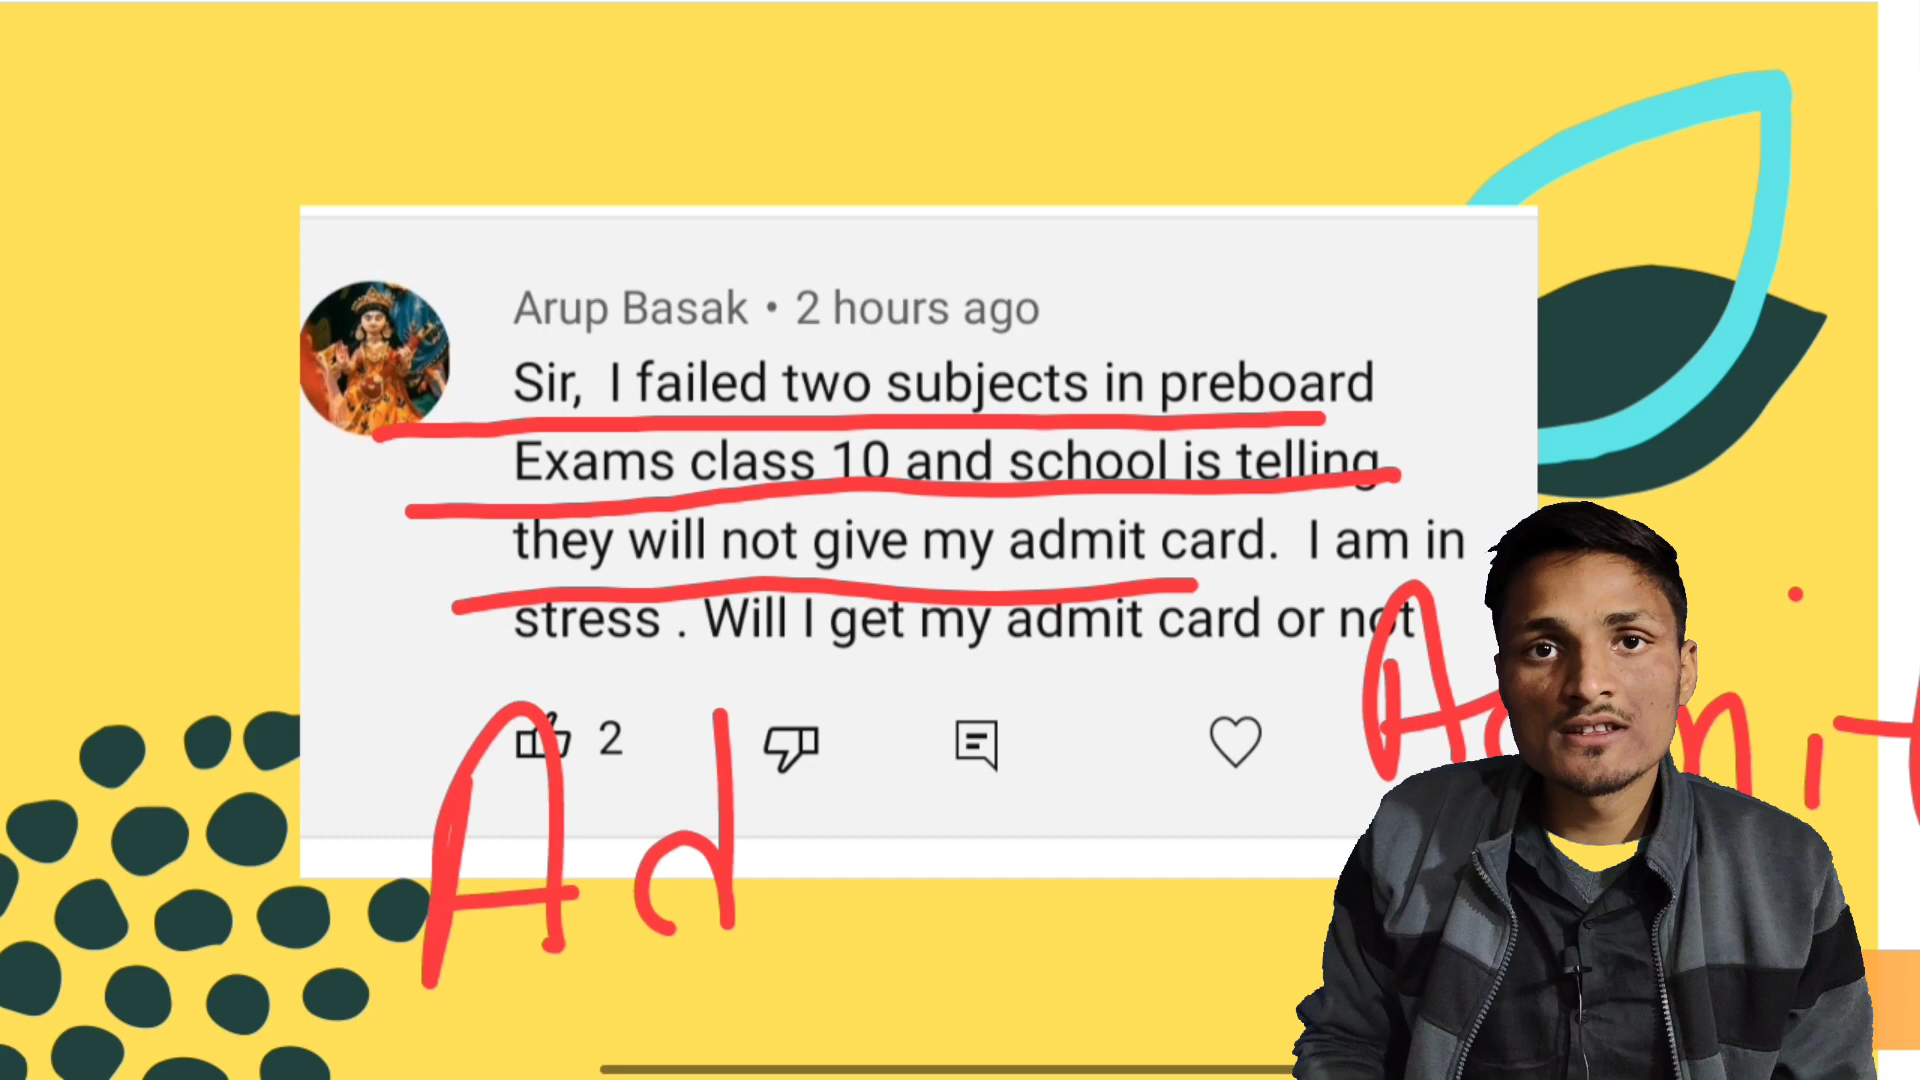 Arup Basak • 2 hours ago
Sir, I failed two subjects in preboard
Exams class 10 and school is telling
they will not give my admit card. I am in
stress . Will I get my admit card or not
2
Ad